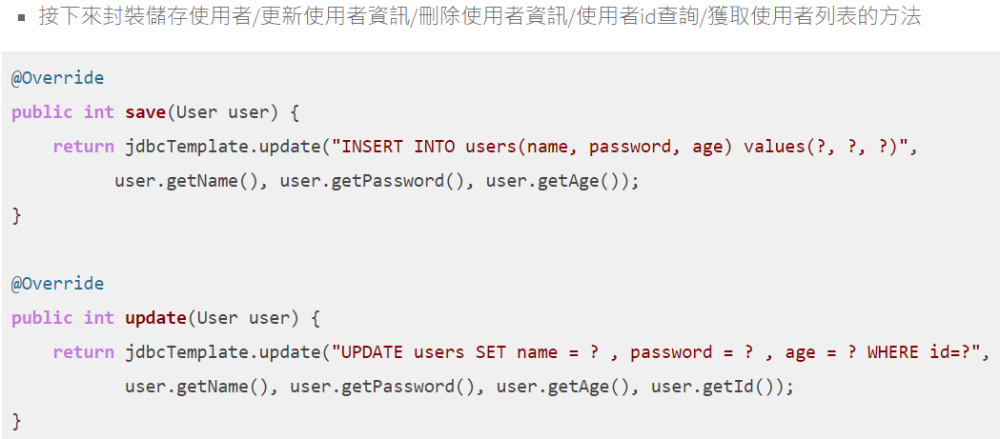 接下來封裝儲存使用者/更新使用者資訊/刪除使用者資訊/使用者id查詢/獲取使用者列表的方法
@Override
public int save(User user) {
    return jdbcTemplate.update("INSERT INTO users(name, password, age) values(?, ?, ?)",
          user.getName(), user.getPassword(), user.getAge());
}

@Override
public int update(User user) {
    return jdbcTemplate.update("UPDATE users SET name = ? , password = ? , age = ? WHERE id=?",
           user.getName(), user.getPassword(), user.getAge(), user.getId());
}